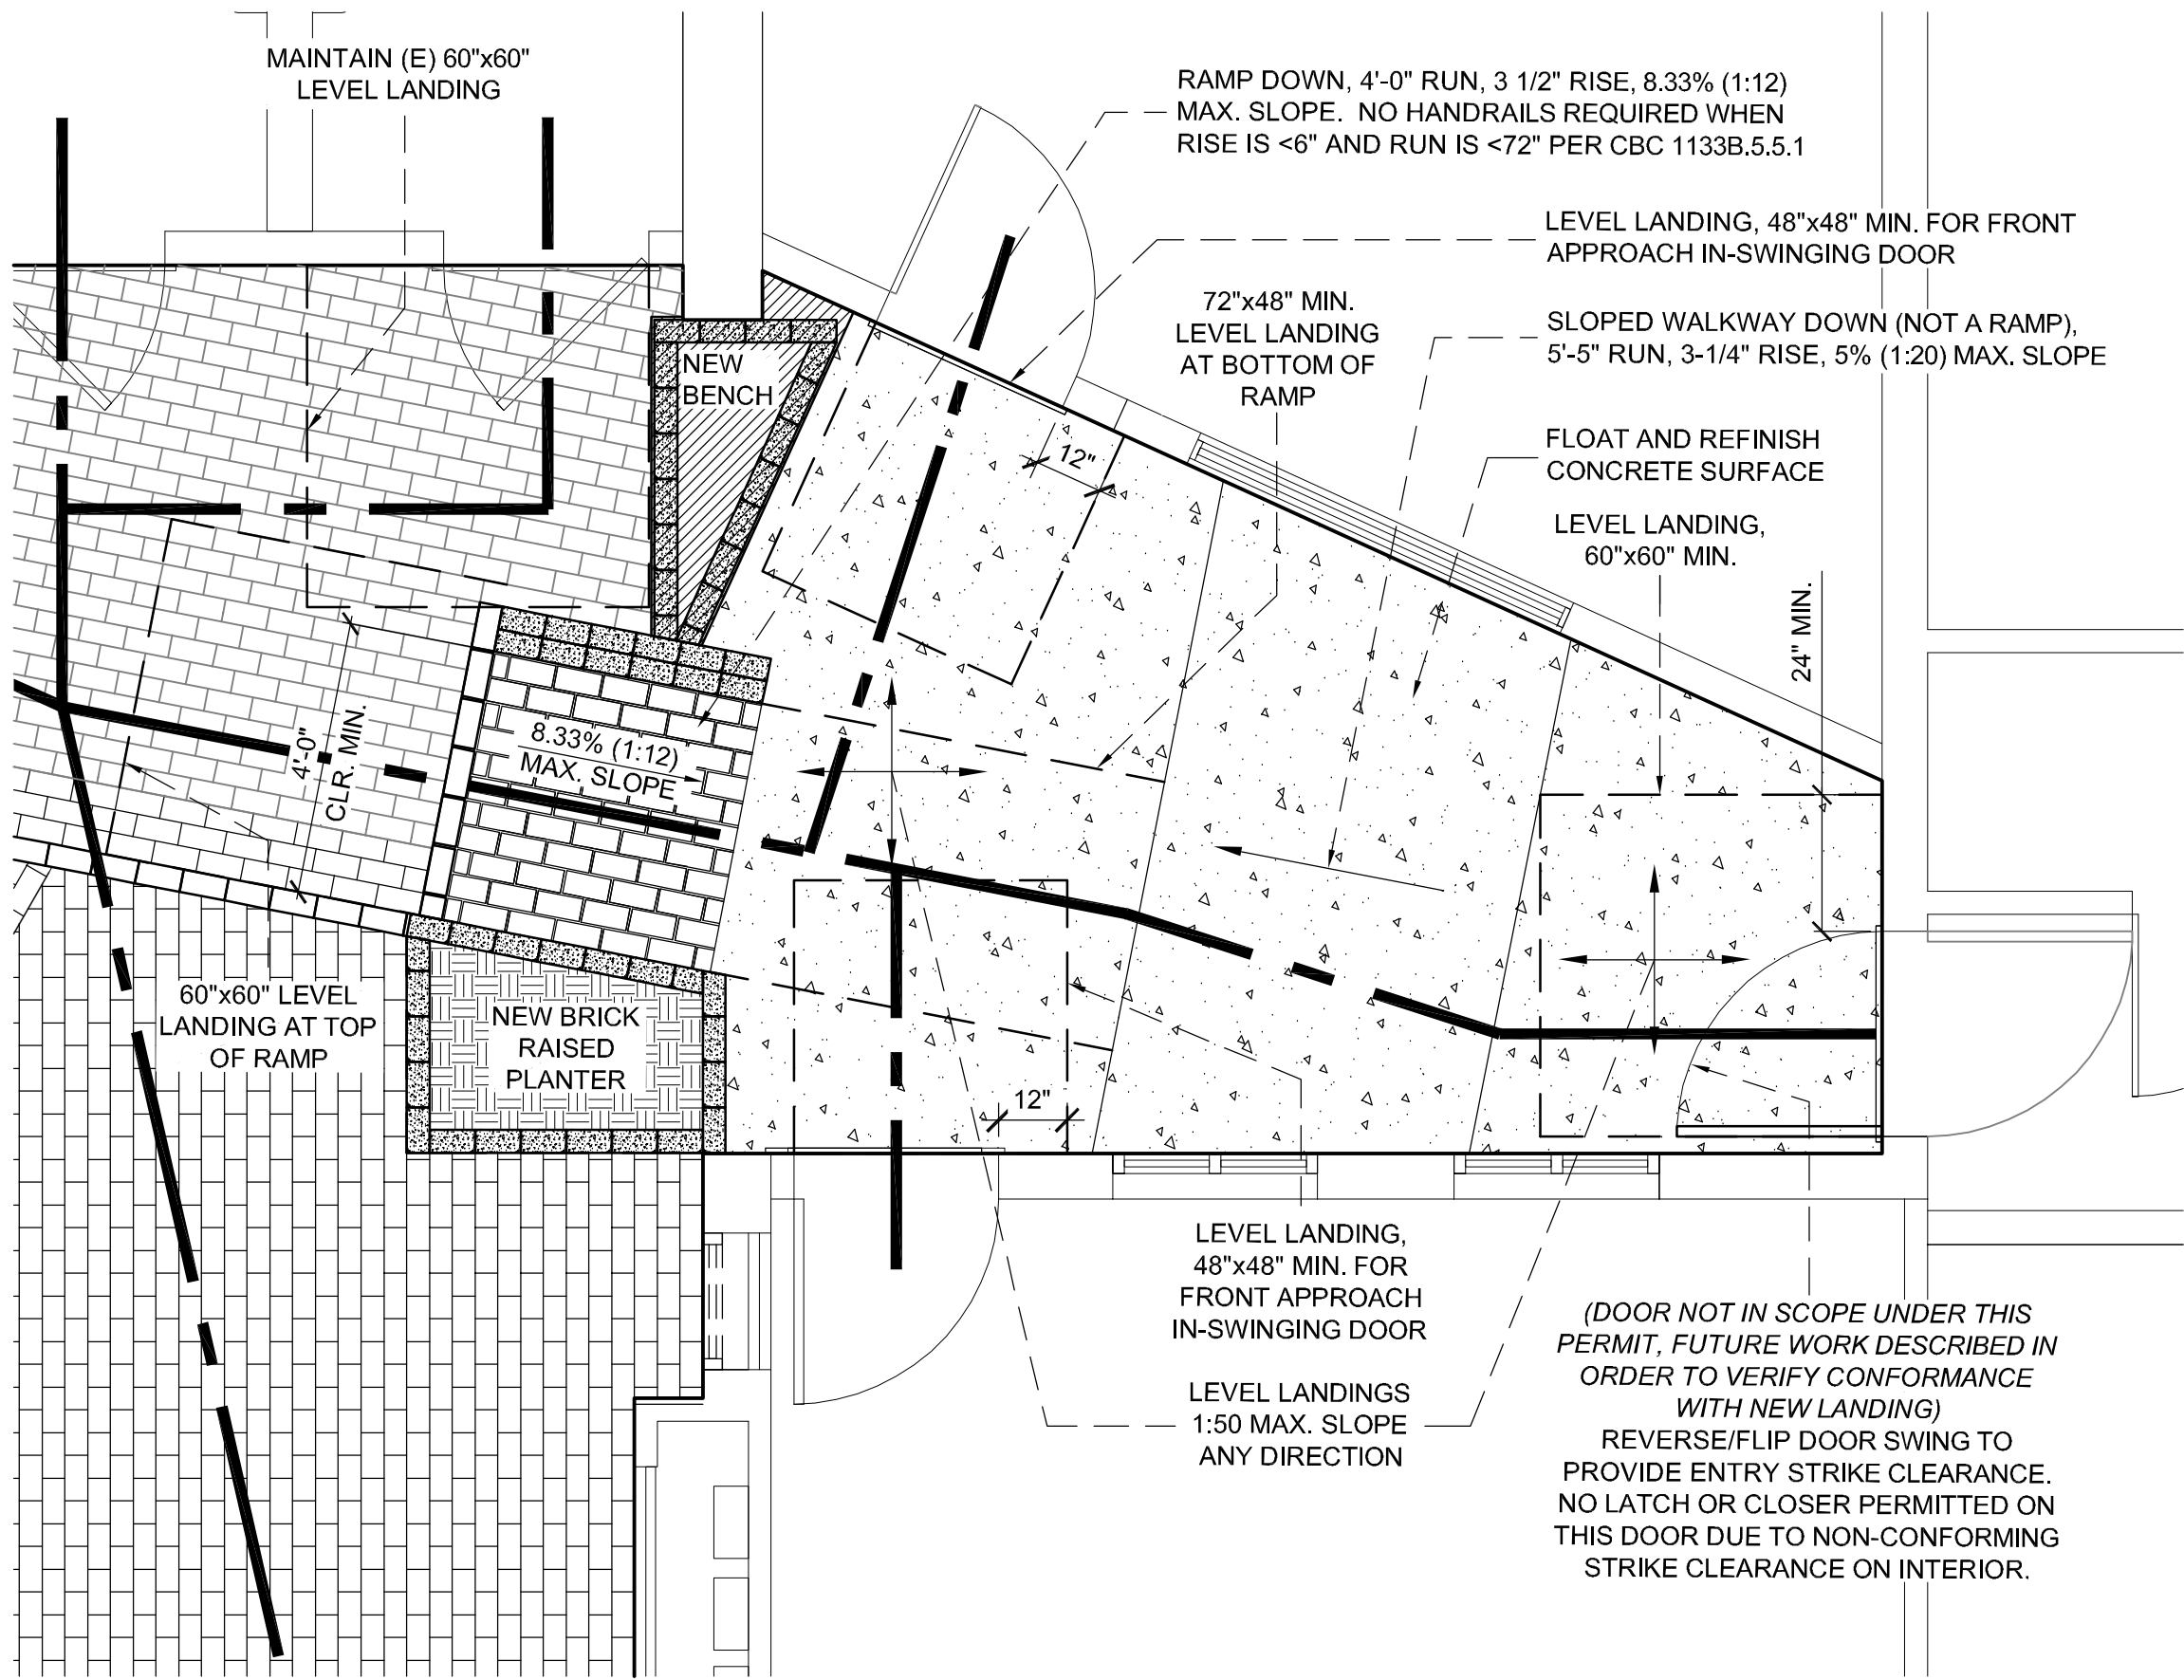 MAINTAIN (E) 60"x60"
LEVEL LANDING
RAMP DOWN, 4'-0" RUN, 3 1/2" RISE, 8.33% (1:12)
MAX. SLOPE. NO HANDRAILS REQUIRED WHEN
RISE IS <6" AND RUN IS <72" PER CBC 1133B.5.5.1
LEVEL LANDING, 48"x48" MIN. FOR FRONT
APPROACH IN-SWINGING DOOR
72"x48" MIN.
LEVEL LANDING
AT BOTTOM OF
RAMP
SLOPED WALKWAY DOWN (NOT A RAMP),
5'-5" RUN, 3-1/4" RISE, 5% (1:20) MAX. SLOPE
NEW
BENCH
FLOAT AND REFINISH
CONCRETE SURFACE
12"
LEVEL LANDING,
60"x60" MIN.
24" MIN.
8.33% (1:12)
MAX. SLOPE
4'-0"
CLR. MIN.
60"x60" LEVEL
LANDING AT TOP
OF RAMP
NEW BRICK
RAISED
PLANTER
12"
LEVEL LANDING,
48"x48" MIN. FOR
FRONT APPROACH
IN-SWINGING DOOR
LEVEL LANDINGS
1:50 MAX. SLOPE
ANY DIRECTION
(DOOR NOT IN SCOPE UNDER THIS
PERMIT, FUTURE WORK DESCRIBED IN
ORDER TO VERIFY CONFORMANCE
WITH NEW LANDING)
REVERSE/FLIP DOOR SWING TO
PROVIDE ENTRY STRIKE CLEARANCE.
NO LATCH OR CLOSER PERMITTED ON
THIS DOOR DUE TO NON-CONFORMING
STRIKE CLEARANCE ON INTERIOR.